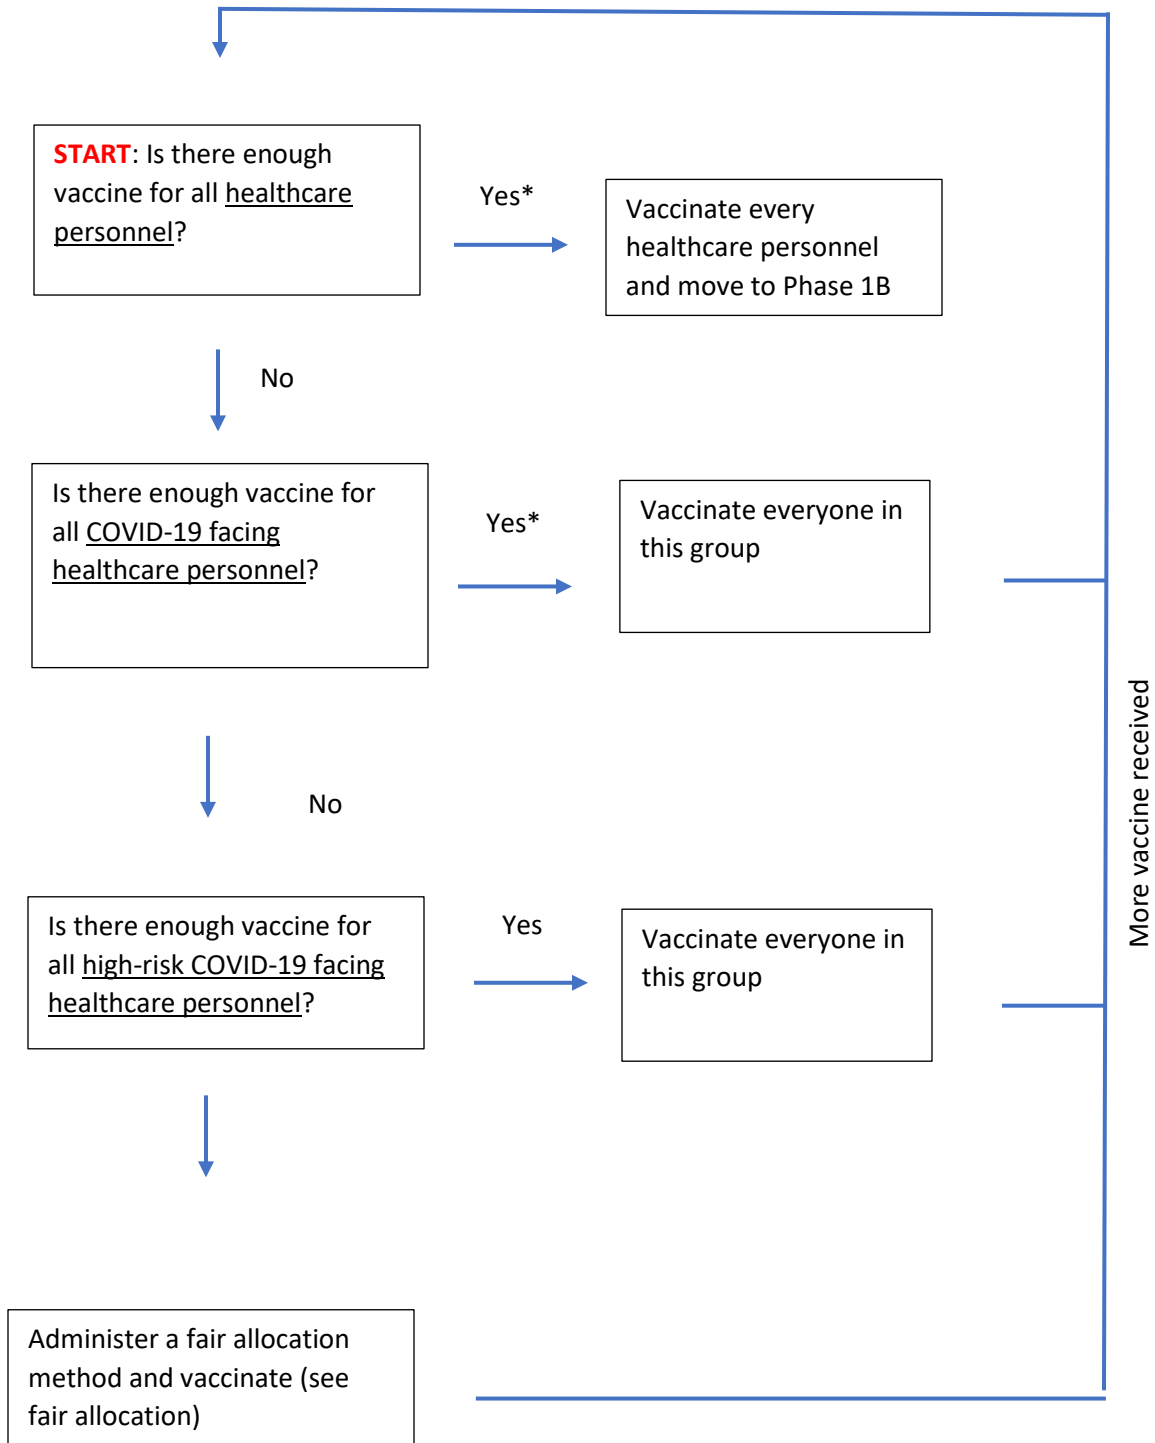 START: Is there enough
vaccine for all healthcare
personnel?
Yes*
Vaccinate every
healthcare personnel
and move to Phase 1B
No
Is there enough vaccine for
all COVID-19 facing
healthcare personnel?
Yes*
Vaccinate everyone in
this group
No
Is there enough vaccine for
all high-risk COVID-19 facing
healthcare personnel?
Yes
Vaccinate everyone in
this group
More vaccine received
Administer a fair allocation
method and vaccinate (see
fair allocation)